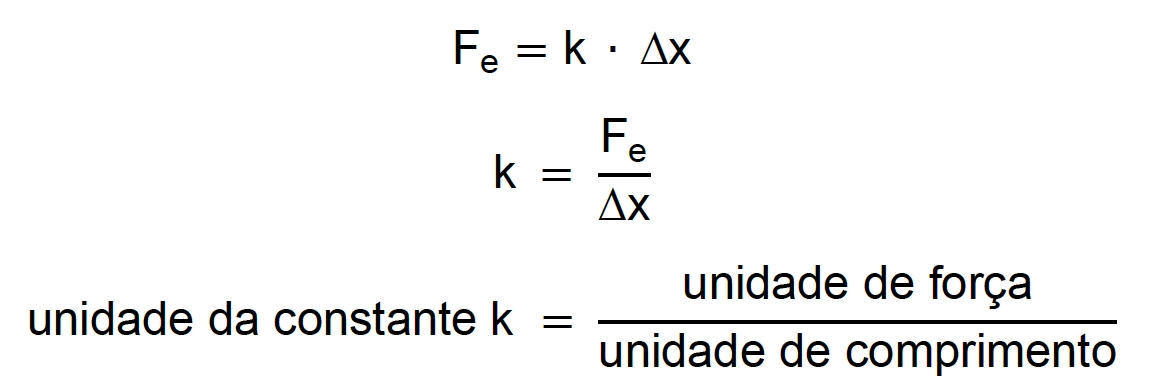 Fₑ = k · Δx
k = Fₑ / Δx
unidade da constante k = unidade de força / unidade de comprimento